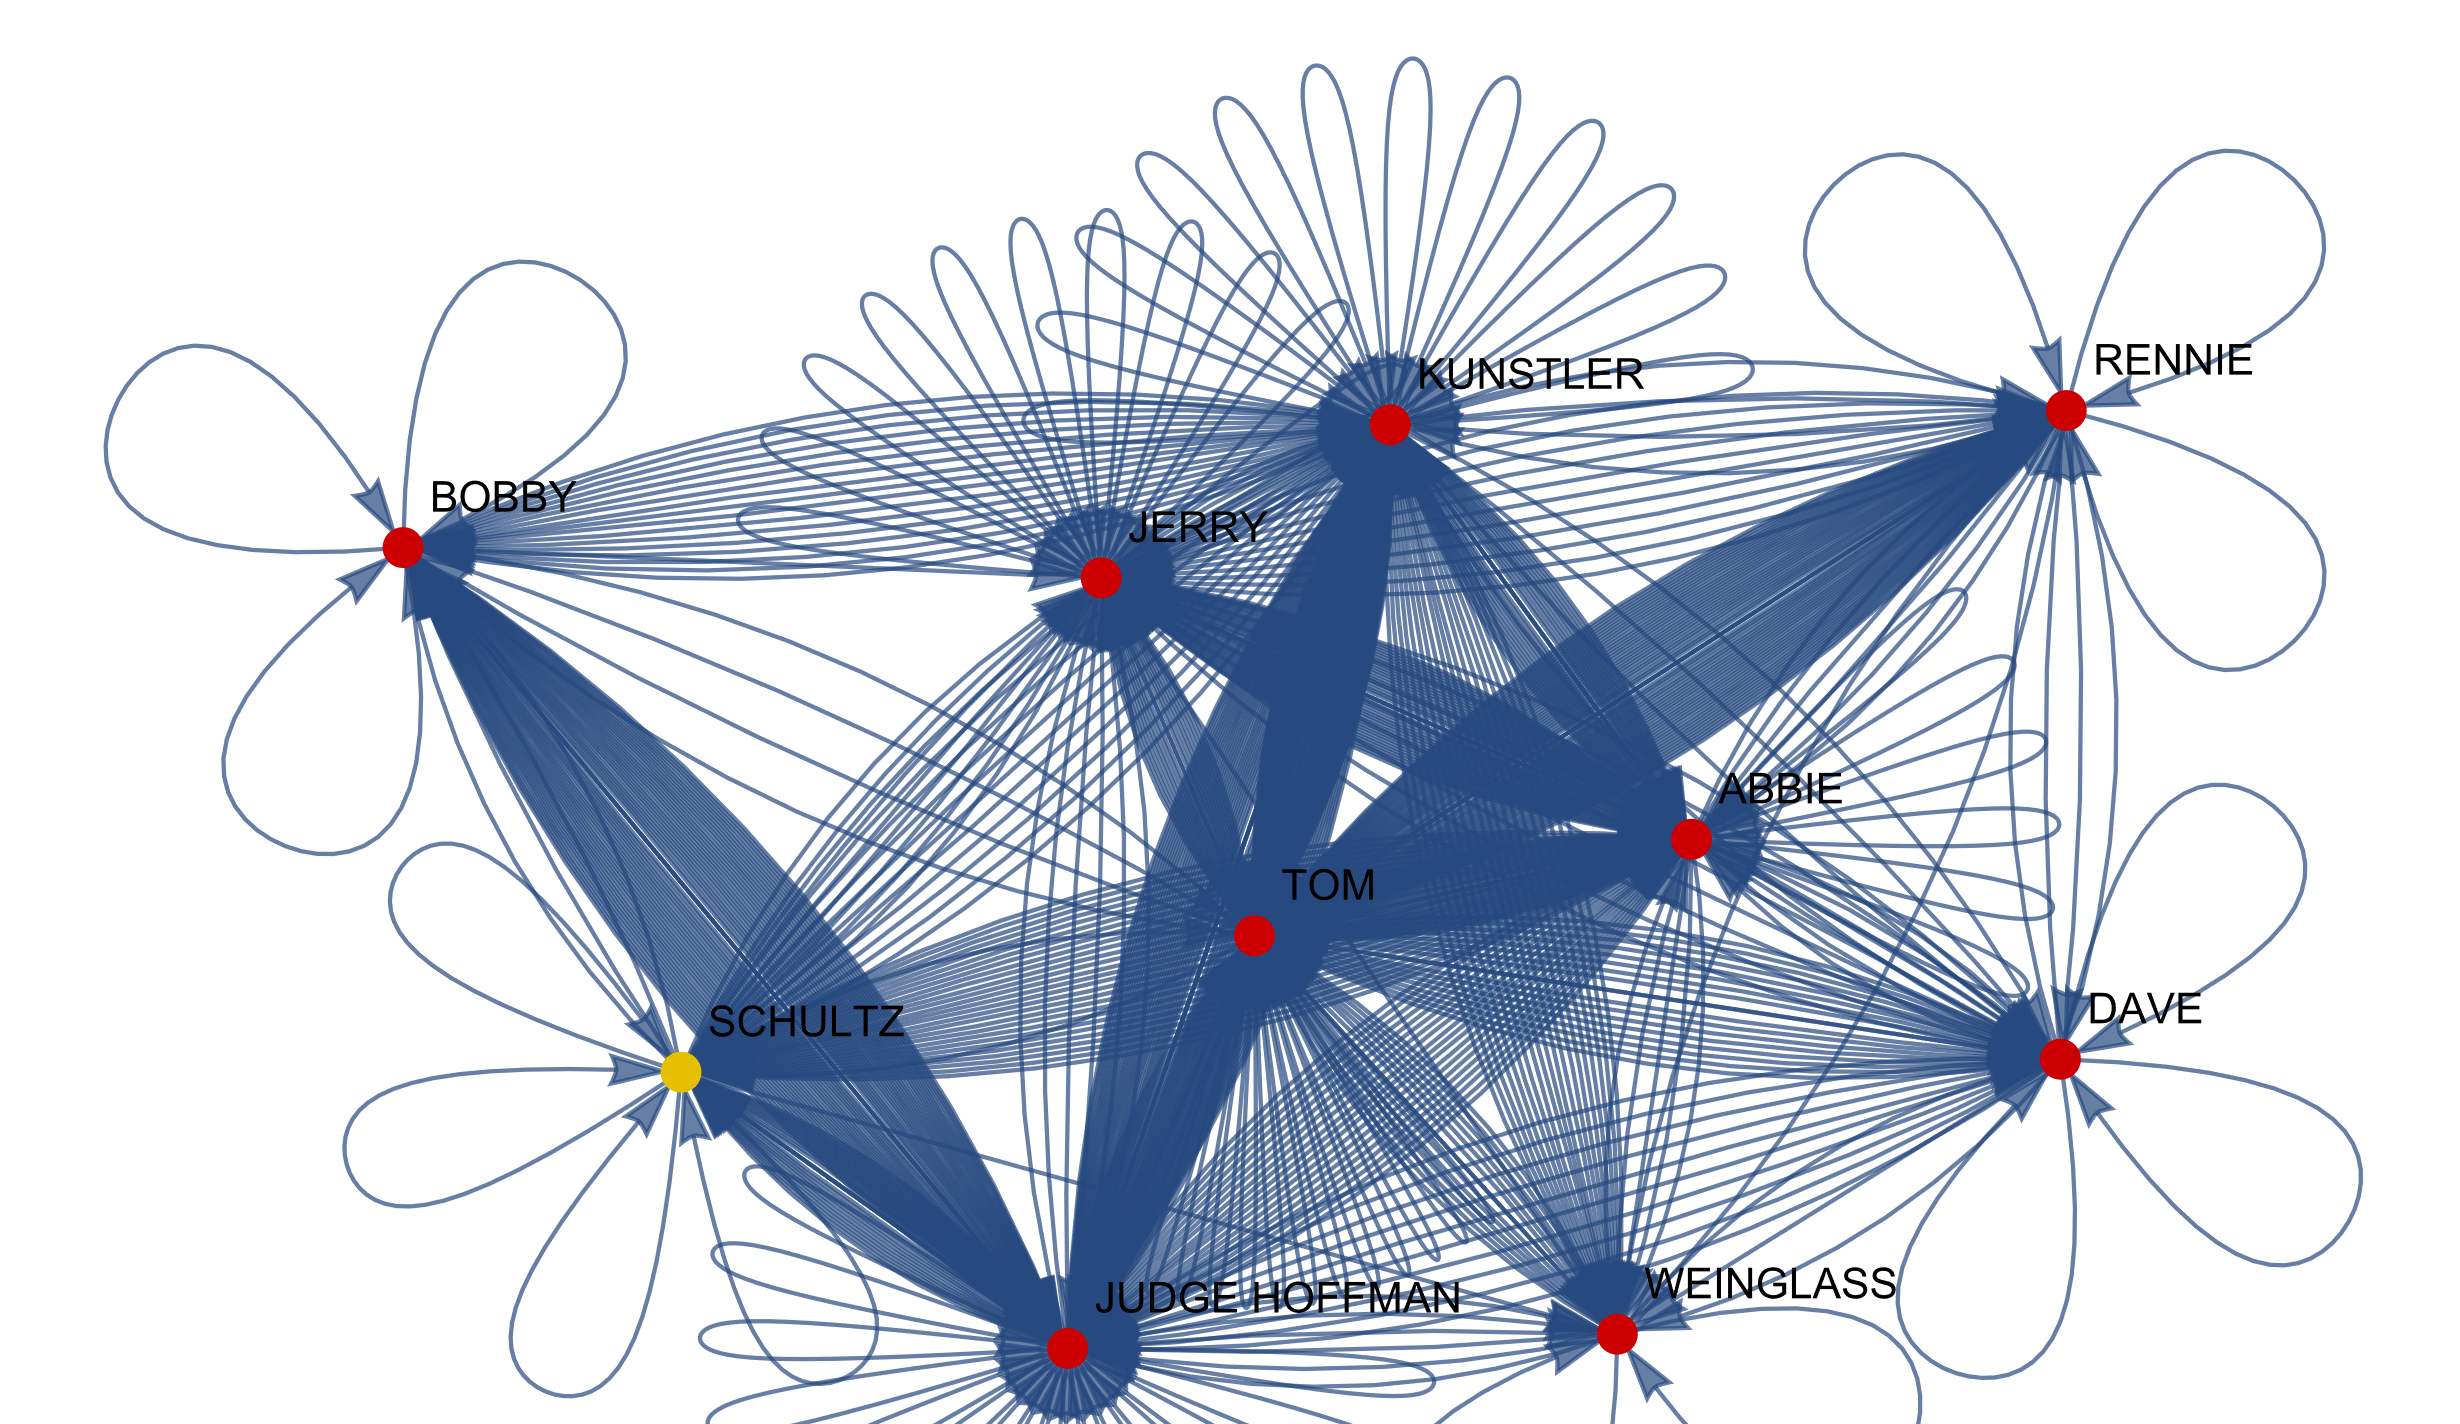 RENNIE
KUNSTLER
BOBBY
JERRY
ABBIE
TOM
SCHULTZ
DAVE
WEINGLASS
JUDGE HOFFMAN